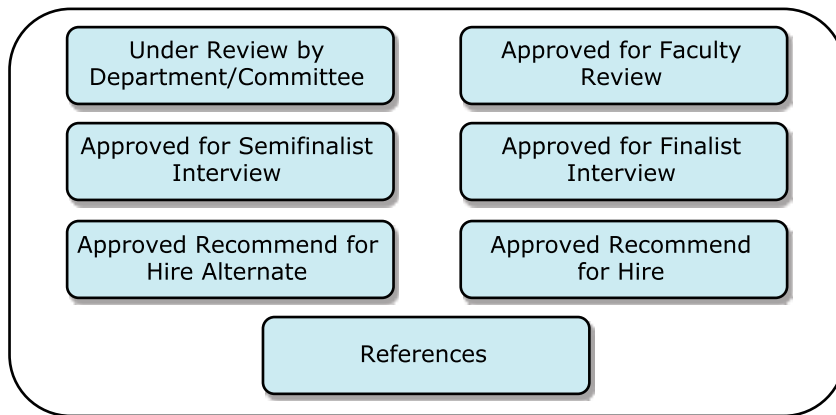 Under Review by
Department/Committee
Approved for Faculty
Review
Approved for Semifinalist
Interview
Approved for Finalist
Interview
Approved Recommend for
Hire Alternate
Approved Recommend
for Hire
References